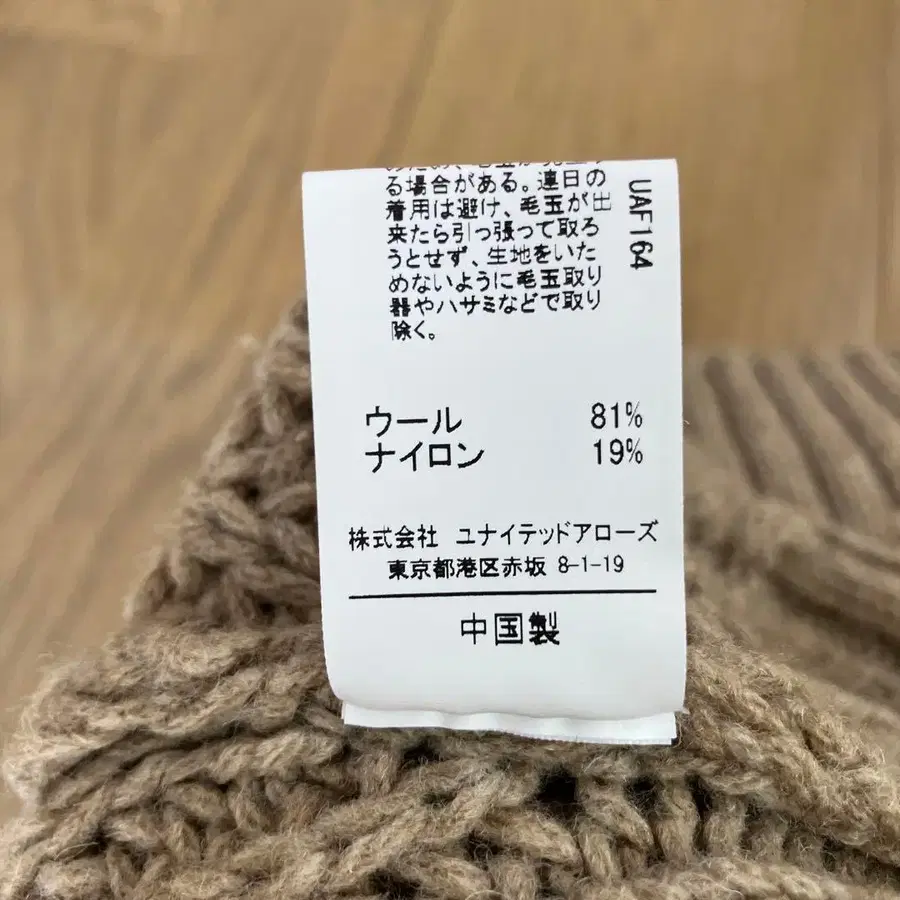 る場合がある。連日の
着用は避け、毛玉が出
来たら引っ張って取ろ
うとせず、生地をいた
めないように毛玉取り
器やハサミなどで取り
除く。
UAF164
ウール 81%
ナイロン 19%
株式会社 ユナイテッドアローズ
東京都港区赤坂 8-1-19
中国製